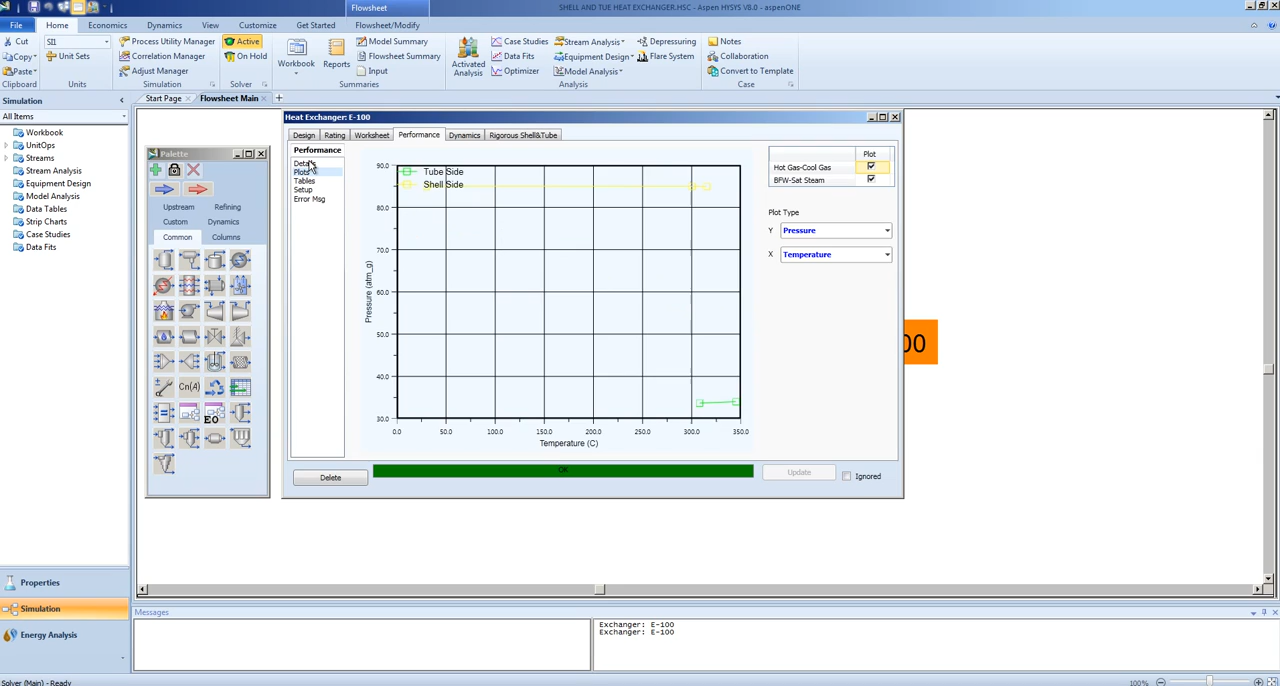 Flowsheet
SHELL AND TUE HEAT EXCHANGER.HSC - Aspen HYSYS V8.0 - aspenONE
File Home Economics Dynamics View Customize Get Started Flowsheet/Modify
Cut SI1 Process Utility Manager Active Model Summary Case Studies Stream Analysis Depressuring Notes
Copy Unit Sets Correlation Manager On Hold Flowsheet Summary Data Fits Equipment Design Flare System Collaboration
Paste Adjust Manager Workbook Reports Input Activated Analysis Optimizer Model Analysis Convert to Template
Clipboard Units Simulation Solver Summaries Analysis Case
Simulation Start Page Flowsheet Main
All Items
Workbook
UnitOps
Streams
Stream Analysis
Equipment Design
Model Analysis
Data Tables
Strip Charts
Case Studies
Data Fits
Palette
Upstream Refining
Custom Dynamics
Common Columns
Cn(A)
EO
Heat Exchanger: E-100
Design Rating Worksheet Performance Dynamics Rigorous Shell&Tube
Performance
Details
Plots
Tables
Setup
Error Msg
90.0
80.0
70.0
60.0
50.0
40.0
30.0
Pressure (atm_g)
Tube Side
Shell Side
0.0 50.0 100.0 150.0 200.0 250.0 300.0 350.0
Temperature (C)
Plot
Hot Gas-Cool Gas
BFW-Sat Steam
Plot Type
Y Pressure
X Temperature
Delete OK Update Ignored
00
Properties
Simulation
Energy Analysis
Messages
Exchanger: E-100
Exchanger: E-100
Solver (Main) - Ready 100%